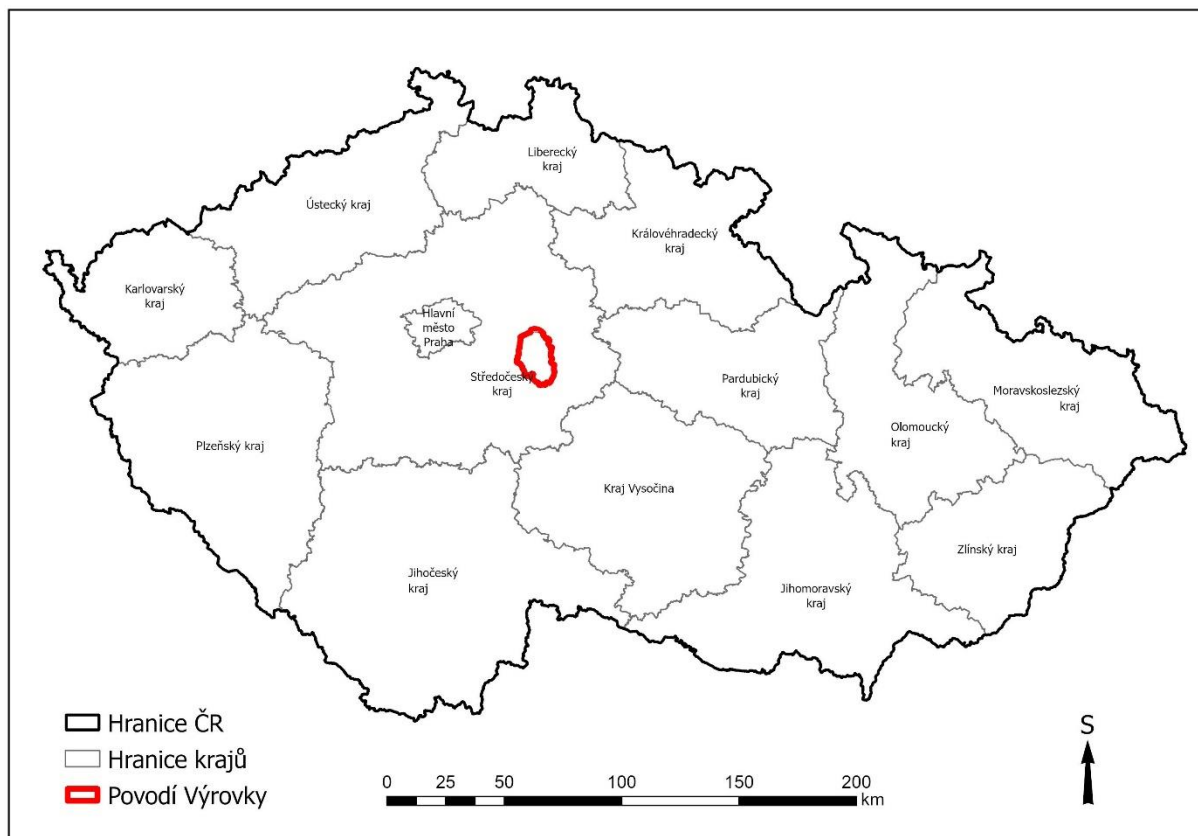 Liberecký
kraj
Ústecký kraj
Královéhradecký
kraj
Karlovarský
kraj
Hlavní
město
Praha
Středočeský
kraj
Pardubický
kraj
Moravskoslezský
kraj
Olomoucký
kraj
Plzeňský kraj
Kraj Vysočina
Zlínský kraj
Jihočeský
kraj
Jihomoravský
kraj
Hranice ČR
Hranice krajů
Povodí Výrovky
0 25 50 100 150 200
km
S